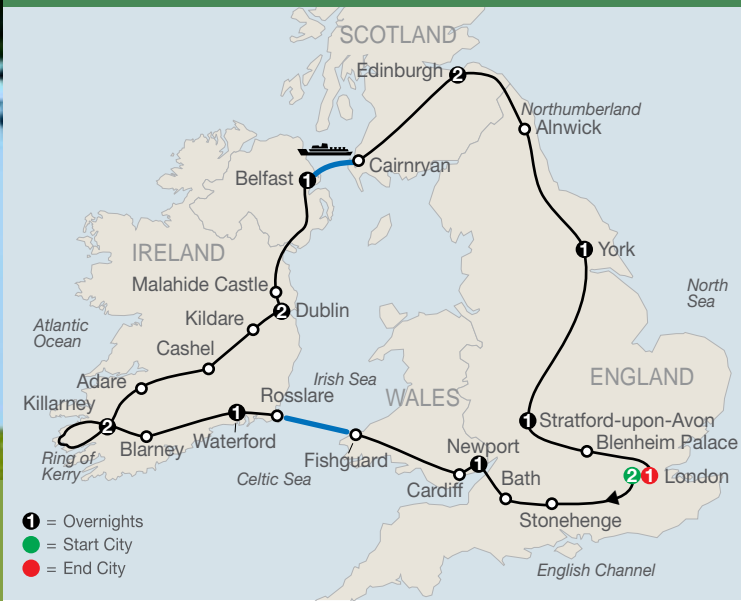 SCOTLAND
Edinburgh 2
Northumberland
Alnwick
Cairnryan
Belfast 1
IRELAND
York 1
Malahide Castle
2 Dublin
North
Sea
Kildare
Atlantic
Ocean
Cashel
Irish Sea
ENGLAND
Adare
Rosslare
WALES
Killarney 2
1 Stratford-upon-Avon
Blarney
Waterford 1
Blenheim Palace
Newport 1
Ring of
Kerry
Fishguard
Celtic Sea
Cardiff
Bath
2 1 London
Stonehenge
1 = Overnights
= Start City
= End City
English Channel